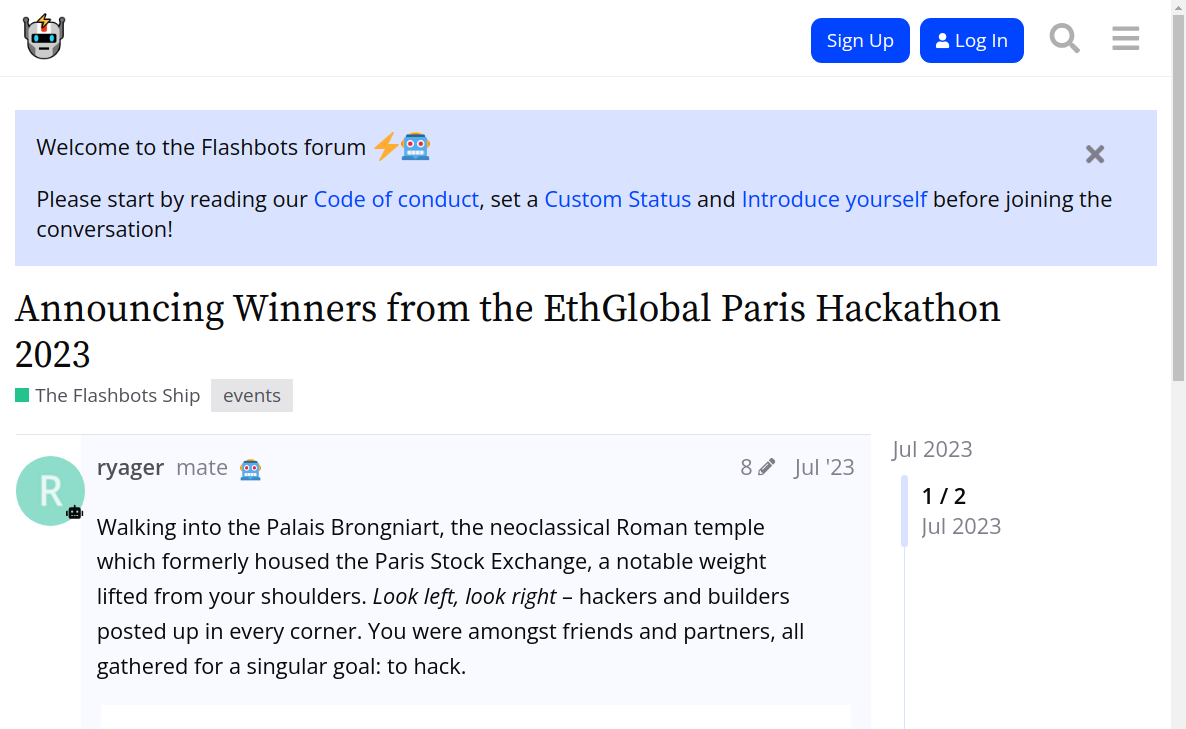 Sign Up
Log In
Welcome to the Flashbots forum
Please start by reading our Code of conduct, set a Custom Status and Introduce yourself before joining the
conversation!
Announcing Winners from the EthGlobal Paris Hackathon
2023
The Flashbots Ship
events
R
ryager mate
8
Jul '23
Walking into the Palais Brongniart, the neoclassical Roman temple
which formerly housed the Paris Stock Exchange, a notable weight
lifted from your shoulders. Look left, look right – hackers and builders
posted up in every corner. You were amongst friends and partners, all
gathered for a singular goal: to hack.
Jul 2023
1 / 2
Jul 2023